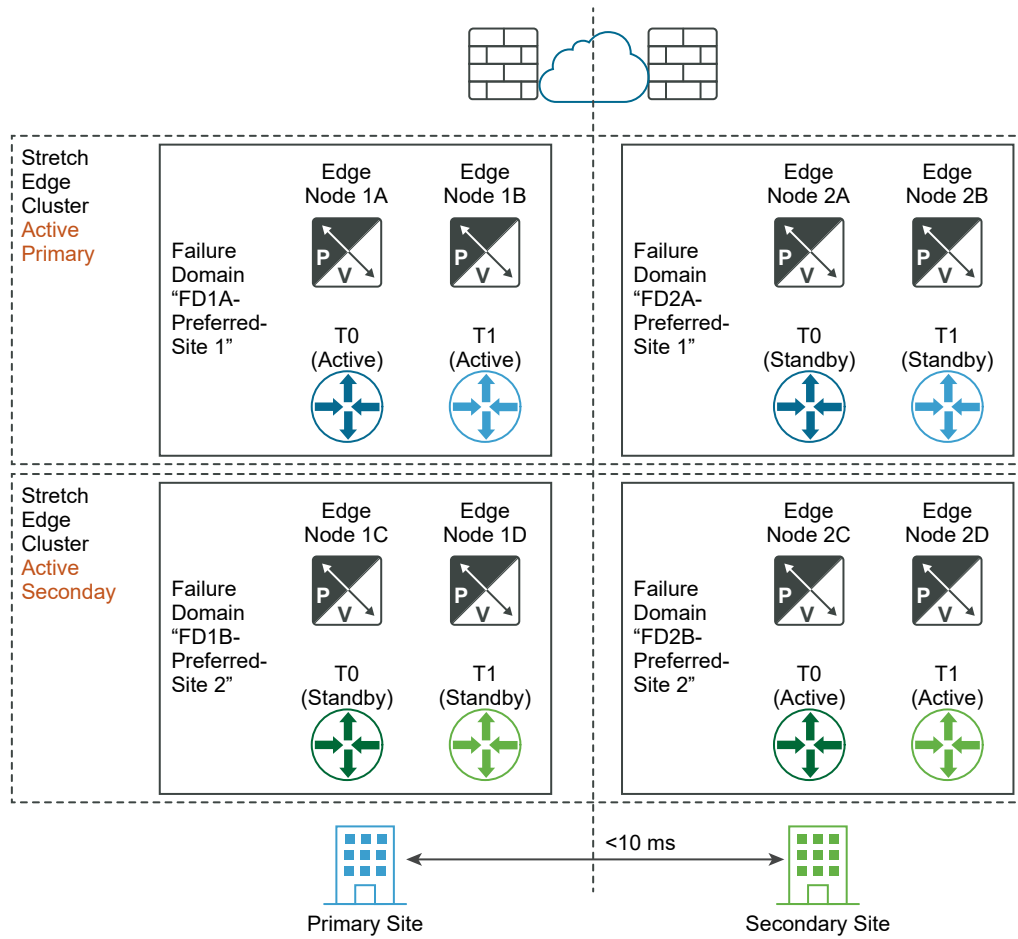 Stretch
Edge
Cluster
Active
Primary
Failure
Domain
“FD1A-
Preferred-
Site 1”
Edge
Node 1A
P
V
T0
(Active)
Edge
Node 1B
P
V
T1
(Active)
Failure
Domain
“FD2A-
Preferred-
Site 1”
Edge
Node 2A
P
V
T0
(Standby)
Edge
Node 2B
P
V
T1
(Standby)
Stretch
Edge
Cluster
Active
Seconday
Failure
Domain
“FD1B-
Preferred-
Site 2”
Edge
Node 1C
P
V
T0
(Standby)
Edge
Node 1D
P
V
T1
(Standby)
Failure
Domain
“FD2B-
Preferred-
Site 2”
Edge
Node 2C
P
V
T0
(Active)
Edge
Node 2D
P
V
T1
(Active)
<10 ms
Primary Site
Secondary Site